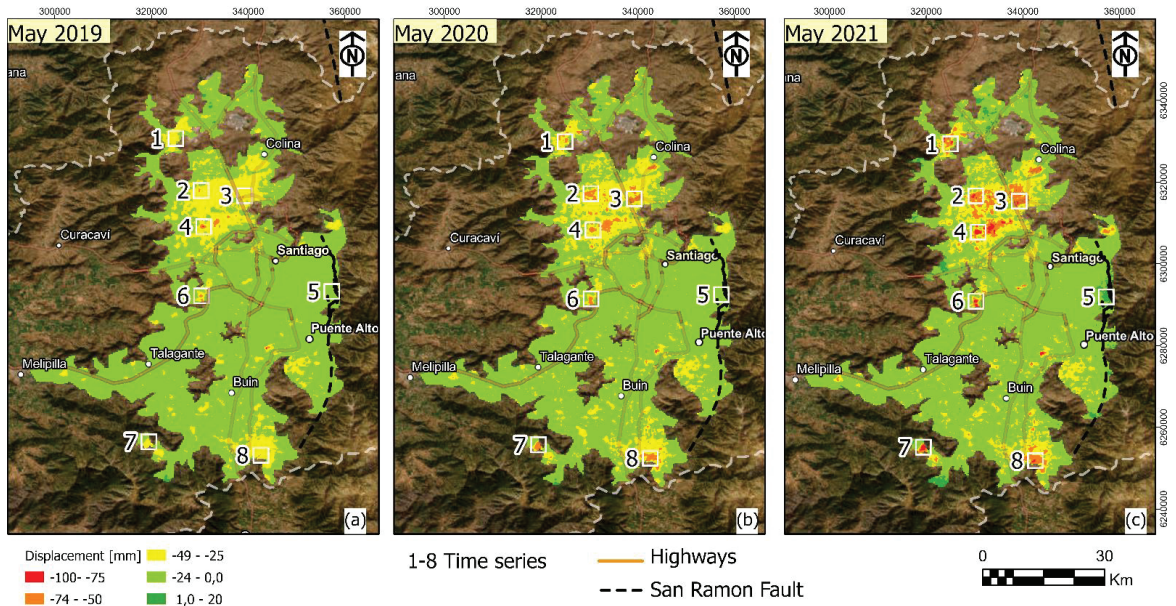 300000 320000 340000 360000
300000 320000 340000 360000
320000 340000 360000
May 2019
N
ana
1
Colina
2
3
4
Curacaví
Santiago
5
6
Puente Alto
Talagante
Melipilla
Buin
7
8
(a)
May 2020
N
ana
1
Colina
2
3
4
Curacaví
Santiago
5
6
Puente Alto
Talagante
Melipilla
Buin
7
8
(b)
May 2021
N
1
Colina
2
3
4
Curacaví
Santiago
5
6
Puente Alto
Talagante
Melipilla
Buin
7
8
(c)
6340000
6320000
6300000
6280000
6260000
6240000
Displacement [mm]
-100- -75
-74 - -50
-49 - -25
-24 - 0,0
1,0 - 20
1-8 Time series
Highways
San Ramon Fault
0 30
Km